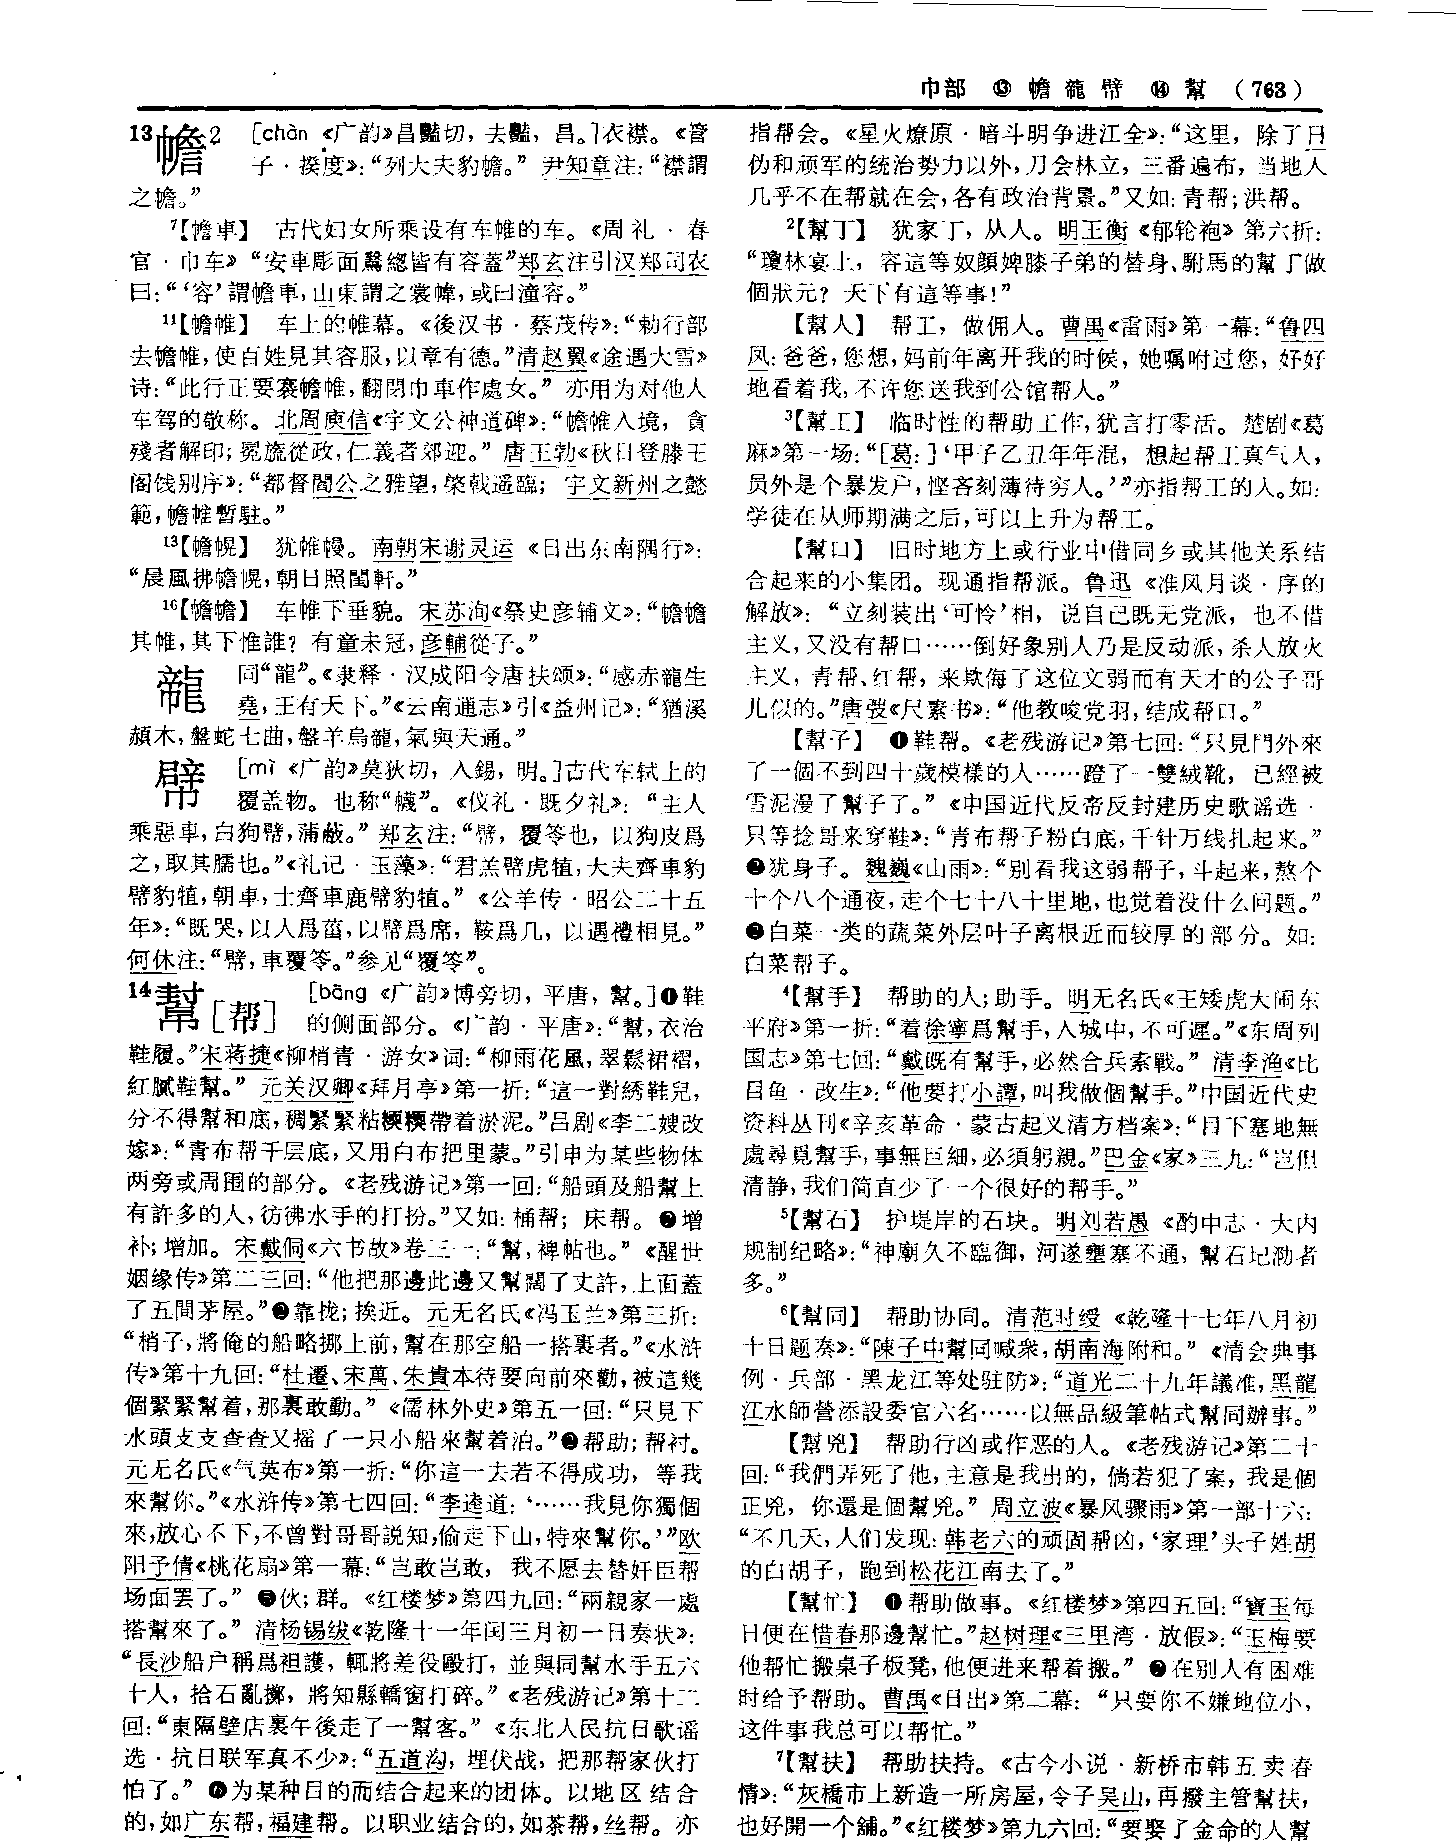 巾部 ⑬ 幨 㡣 幦 ⑭ 幫 （763）
13幨2 [chàn《广韵》昌豔切，去豔，昌。]衣襟。《管
子·揆度》：“列大夫豹幨。”尹知章注：“襟謂
之幨。”
7【幨車】 古代妇女所乘设有车帷的车。《周礼·春
官·巾车》“安車彫面鷖總皆有容蓋”郑玄注引汉郑司农
曰：“‘容’謂幨車，山東謂之裳幃，或曰潼容。”
11【幨帷】 车上的帷幕。《後汉书·蔡茂传》：“勅行部
去幨帷，使百姓見其容服，以章有德。”清赵翼《途遇大雪》
诗：“此行正要褰幨帷，翻閉巾車作處女。”亦用为对他人
车驾的敬称。北周庾信《宇文公神道碑》：“幨帷入境，貪
殘者解印；冕旒從政，仁義者郊迎。”唐王勃《秋日登滕王
阁饯别序》：“都督閻公之雅望，棨戟遥臨；宇文新州之懿
範，幨帷暫駐。”
13【幨幌】 犹帷幔。南朝宋谢灵运《日出东南隅行》：
“晨風拂幨幌，朝日照閨軒。”
16【幨幨】 车帷下垂貌。宋苏洵《祭史彦辅文》：“幨幨
其帷，其下惟誰？有童未冠，彦輔從子。”
同“龍”。《隶释·汉成阳令唐扶颂》：“感赤龍生
堯，王有天下。”《云南通志》引《益州记》：“猶溪
頽木，盤蛇七曲，盤羊烏龍，氣與天通。”
幦 [mì《广韵》莫狄切，入錫，明。]古代车轼上的
覆盖物。也称“幭”。《仪礼·既夕礼》：“主人
乘惡車，白狗幦，蒲蔽。”郑玄注：“幦，覆笭也，以狗皮爲
之，取其臑也。”《礼记·玉藻》：“君羔幦虎犆，大夫齊車豹
幦豹犆，朝車，士齊車鹿幦豹犆。”《公羊传·昭公二十五
年》：“既哭，以人爲菑，以幦爲席，鞍爲几，以遇禮相見。”
何休注：“幦，車覆笭。”参见“覆笭”。
14幫[帮] [bāng《广韵》博旁切，平唐，幫。]❶鞋
的侧面部分。《广韵·平唐》：“幫，衣治
鞋履。”宋蒋捷《柳梢青·游女》词：“柳雨花風，翠鬆裙褶，
紅膩鞋幫。”元关汉卿《拜月亭》第一折：“這一對綉鞋兒，
分不得幫和底，稠緊緊粘粳粳帶着淤泥。”吕剧《李二嫂改
嫁》：“青布帮千层底，又用白布把里蒙。”引申为某些物体
两旁或周围的部分。《老残游记》第一回：“船頭及船幫上
有許多的人，彷彿水手的打扮。”又如：桶帮；床帮。❷增
补；增加。宋戴侗《六书故》卷三一：“幫，裨帖也。”《醒世
姻缘传》第二三回：“他把那邊此邊又幫闊了丈許，上面蓋
了五間茅屋。”❸靠拢；挨近。元无名氏《冯玉兰》第三折：
“梢子，將俺的船略挪上前，幫在那空船一搭裏者。”《水浒
传》第十九回：“杜遷、宋萬、朱貴本待要向前來勸，被這幾
個緊緊幫着，那裏敢動。”《儒林外史》第五一回：“只見下
水頭支支查查又摇了一只小船來幫着泊。”❹帮助；帮衬。
元无名氏《气英布》第一折：“你這一去若不得成功，等我
來幫你。”《水浒传》第七四回：“李逵道：‘……我見你獨個
來，放心不下，不曾對哥哥説知，偷走下山，特來幫你。’”欧
阳予倩《桃花扇》第一幕：“岂敢岂敢，我不愿去替奸臣帮
场面罢了。”❺伙；群。《红楼梦》第四九回：“兩親家一處
搭幫來了。”清杨锡绂《乾隆十一年闰三月初一日奏状》：
“長沙船户稱爲袒護，輒將差役毆打，並與同幫水手五六
十人，拾石亂擲，將知縣轎窗打碎。”《老残游记》第十二
回：“東隔壁店裏午後走了一幫客。”《东北人民抗日歌谣
选·抗日联军真不少》：“五道沟，埋伏战，把那帮家伙打
怕了。”❻为某种目的而结合起来的团体。以地区结合
的，如广东帮，福建帮。以职业结合的，如茶帮，丝帮。亦
指帮会。《星火燎原·暗斗明争进江全》：“这里，除了日
伪和顽军的统治势力以外，刀会林立，三番遍布，当地人
几乎不在帮就在会，各有政治背景。”又如：青帮；洪帮。
2【幫丁】 犹家丁，从人。明王衡《郁轮袍》第六折：
“瓊林宴上，容這等奴顔婢膝子弟的替身、駙馬的幫丁做
個狀元？天下有這等事！”
【幫人】 帮工，做佣人。曹禺《雷雨》第一幕：“鲁四
凤：爸爸，您想，妈前年离开我的时候，她嘱咐过您，好好
地看着我，不许您送我到公馆帮人。”
3【幫工】 临时性的帮助工作，犹言打零活。楚剧《葛
麻》第一场：“[葛：]‘甲子乙丑年年混，想起帮工真气人，
员外是个暴发户，悭吝刻薄待穷人。’”亦指帮工的人。如：
学徒在从师期满之后，可以上升为帮工。
【幫口】 旧时地方上或行业中借同乡或其他关系结
合起来的小集团。现通指帮派。鲁迅《准风月谈·序的
解放》：“立刻装出‘可怜’相，说自己既无党派，也不借
主义，又没有帮口……倒好象别人乃是反动派，杀人放火
主义，青帮、红帮，来欺侮了这位文弱而有天才的公子哥
儿似的。”唐弢《尺素书》：“他教唆党羽，结成帮口。”
【幫子】 ❶鞋帮。《老残游记》第七回：“只見門外來
了一個不到四十歲模樣的人……蹬了一雙絨靴，已經被
雪泥漫了幫子了。”《中国近代反帝反封建历史歌谣选·
只等捻哥来穿鞋》：“青布帮子粉白底，千针万线扎起来。”
❷犹身子。魏巍《山雨》：“别看我这弱帮子，斗起来，熬个
十个八个通夜，走个七十八十里地，也觉着没什么问题。”
❸白菜一类的蔬菜外层叶子离根近而较厚的部分。如：
白菜帮子。
4【幫手】 帮助的人；助手。明无名氏《王矮虎大闹东
平府》第一折：“着徐寧爲幫手，入城中，不可遲。”《东周列
国志》第七回：“戴既有幫手，必然合兵索戰。”清李渔《比
目鱼·改生》：“他要打小譚，叫我做個幫手。”中国近代史
资料丛刊《辛亥革命·蒙古起义清方档案》：“目下塞地無
處尋覓幫手，事無巨細，必須躬親。”巴金《家》三九：“岂但
清静，我们简直少了一个很好的帮手。”
5【幫石】 护堤岸的石块。明刘若愚《酌中志·大内
规制纪略》：“神廟久不臨御，河遂壅塞不通，幫石圮泐者
多。”
6【幫同】 帮助协同。清范时绶《乾隆十七年八月初
十日题奏》：“陳子中幫同喊衆，胡南海附和。”《清会典事
例·兵部·黑龙江等处驻防》：“道光二十九年議准，黑龍
江水師營添設委官六名……以無品級筆帖式幫同辦事。”
【幫兇】 帮助行凶或作恶的人。《老残游记》第二十
回：“我們弄死了他，主意是我出的，倘若犯了案，我是個
正兇，你還是個幫兇。”周立波《暴风骤雨》第一部十六：
“不几天，人们发现：韩老六的顽固帮凶，‘家理’头子姓胡
的白胡子，跑到松花江南去了。”
【幫忙】 ❶帮助做事。《红楼梦》第四五回：“寶玉每
日便在惜春那邊幫忙。”赵树理《三里湾·放假》：“玉梅要
他帮忙搬桌子板凳，他便进来帮着搬。”❷在别人有困难
时给予帮助。曹禺《日出》第二幕：“只要你不嫌地位小，
这件事我总可以帮忙。”
7【幫扶】 帮助扶持。《古今小说·新桥市韩五卖春
情》：“灰橋市上新造一所房屋，令子吴山，再撥主管幫扶，
也好開一个舖。”《红楼梦》第九六回：“要娶了金命的人幫